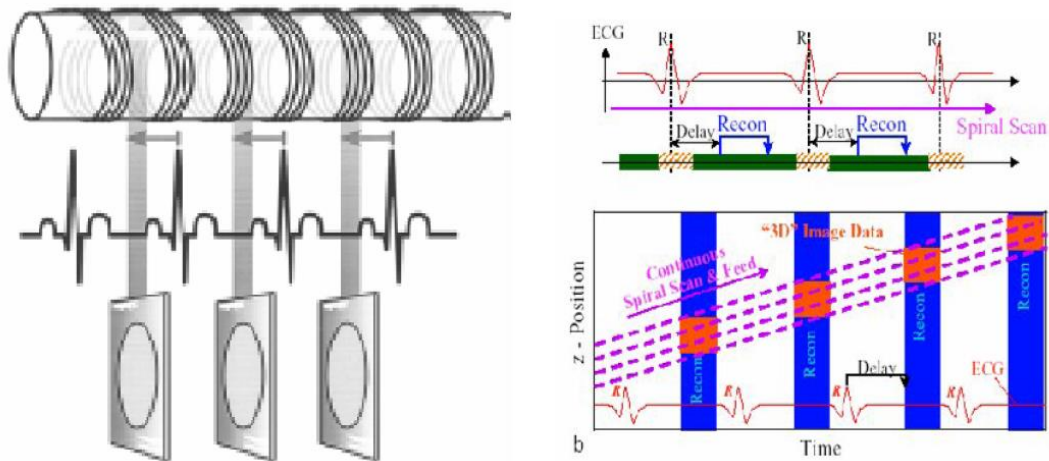 ECG
R
R
R
Spiral Scan
Delay
Recon
Delay
Recon
"3D" Image Data
Continuous
Spiral Scan & Feed
z - Position
Recon
Recon
Recon
Recon
Delay
ECG
R
R
R
R
b
Time